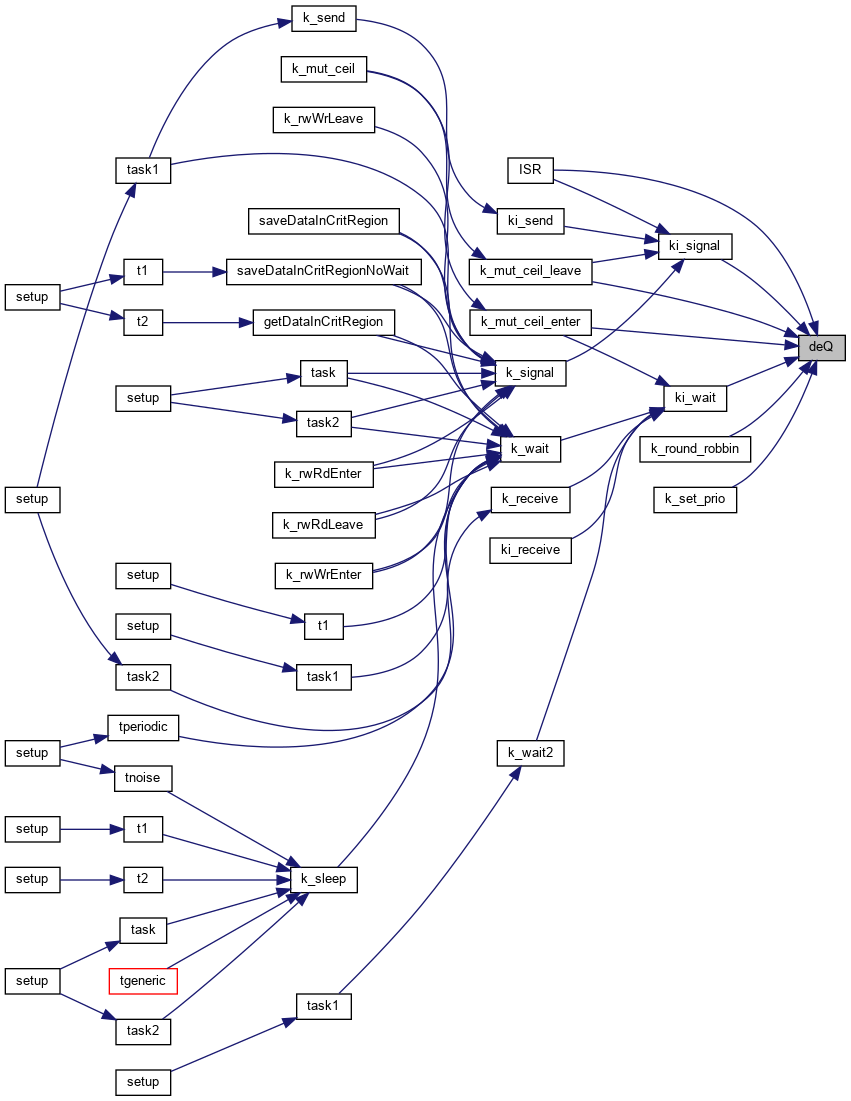 k_send
k_mut_ceil
k_rwWrLeave
task1
ISR
saveDataInCritRegion
ki_send
ki_signal
t1
saveDataInCritRegionNoWait
k_mut_ceil_leave
setup
t2
getDataInCritRegion
k_mut_ceil_enter
deQ
task
k_signal
setup
ki_wait
task2
k_wait
k_round_robbin
k_rwRdEnter
setup
k_receive
k_set_prio
k_rwRdLeave
ki_receive
setup
k_rwWrEnter
setup
t1
task2
task1
tperiodic
setup
k_wait2
tnoise
setup
t1
setup
t2
k_sleep
task
setup
tgeneric
task1
task2
setup